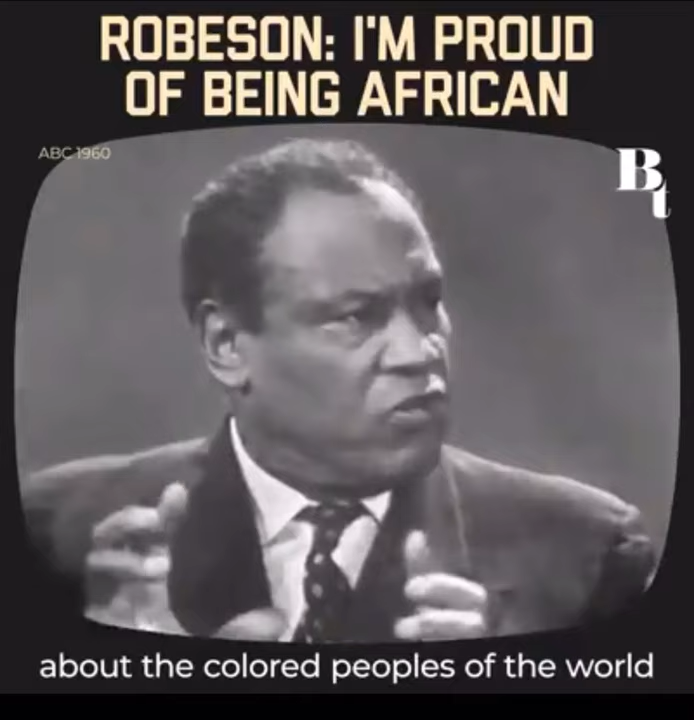 ROBESON: I'M PROUD
OF BEING AFRICAN
ABC 1960
Bt
about the colored peoples of the world